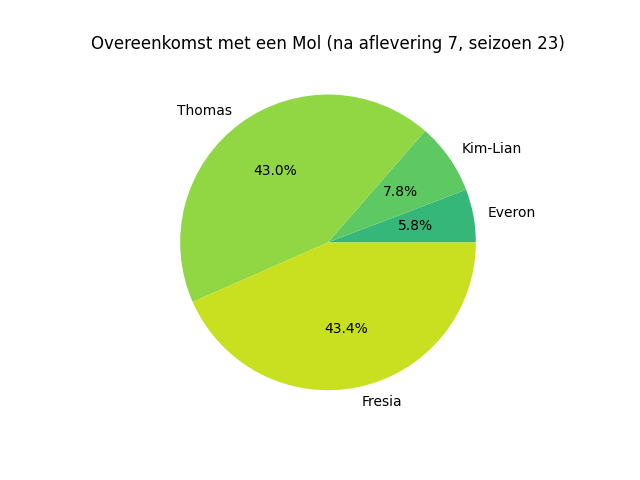 Overeenkomst met een Mol (na aflevering 7, seizoen 23)
Thomas
Kim-Lian
43.0%
7.8%
Everon
5.8%
43.4%
Fresia